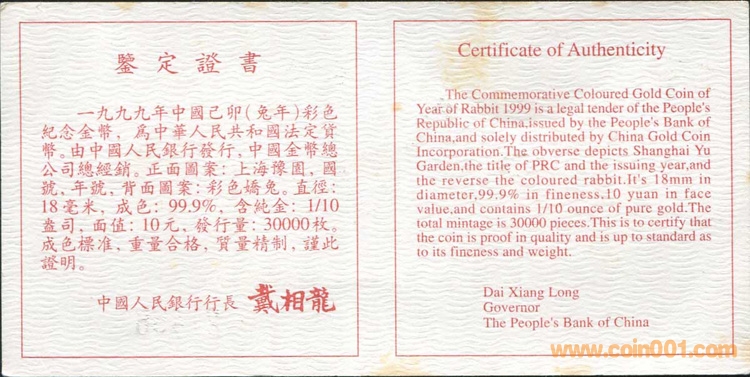 鑒定證書
一九九九年中國己卯(兔年)彩色
紀念金幣，爲中華人民共和國法定貨
幣。由中國人民銀行發行，中國金幣總
公司總經銷。正面圖案：上海豫園，國
號、年號，背面圖案：彩色嬌兔。直徑：
18毫米，成色：99.9%，含純金：1/10
盎司，面值：10元，發行量：30000枚。
成色標准，重量合格，質量精制，謹此
證明。
中國人民銀行行長 戴相龍
Certificate of Authenticity
The Commemorative Coloured Gold Coin of
Year of Rabbit 1999 is a legal tender of the People's
Republic of China,issued by the People's Bank of
China,and solely distributed by China Gold Coin
Incorporation.The obverse depicts Shanghai Yu
Garden,the title of PRC and the issuing year,and
the reverse the coloured rabbit.It's 18mm in
diameter,99.9% in fineness,10 yuan in face
value,and contains 1/10 ounce of pure gold.The
total mintage is 30000 pieces.This is to certify that
the coin is proof in quality and is up to standard as
to its fineness and weight.
Dai Xiang Long
Governor
The People's Bank of China
www.coin001.com